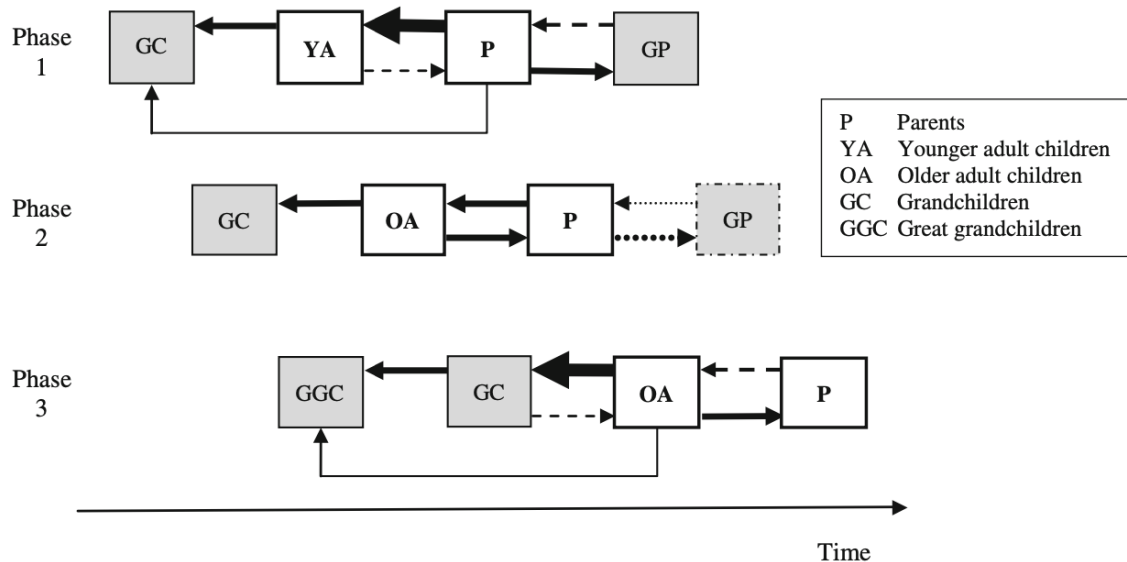 Phase
1
GC
YA
P
GP
P Parents
YA Younger adult children
OA Older adult children
GC Grandchildren
GGC Great grandchildren
Phase
2
GC
OA
P
GP
Phase
3
GGC
GC
OA
P
Time